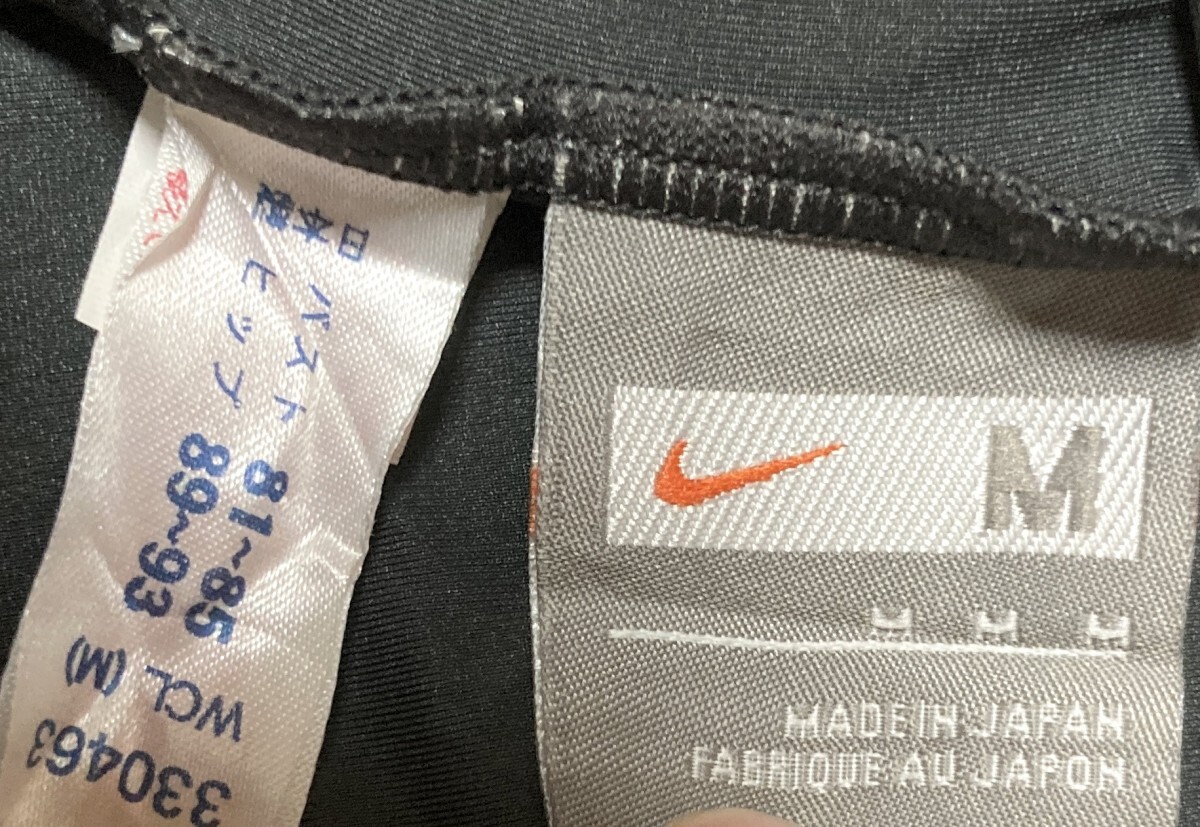 日本製
バスト 81~85
ヒップ 89~93
WCL (M)
330463
M
M M M
MADE IN JAPAN
FABRIQUE AU JAPON